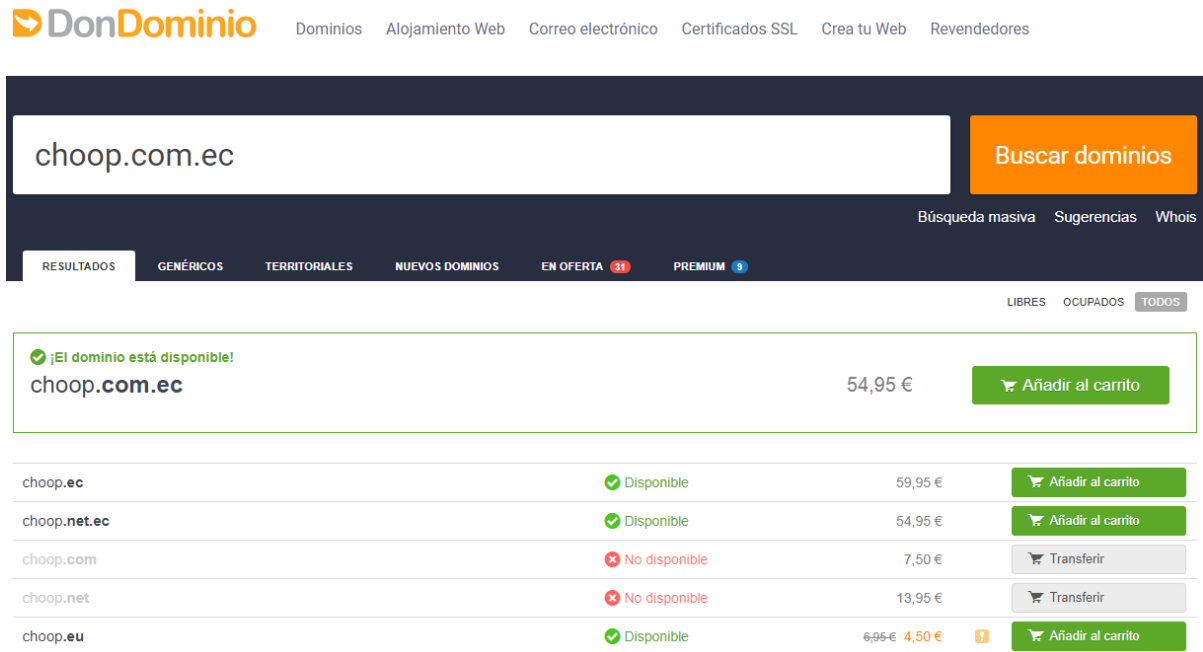 DonDominio Dominios Alojamiento Web Correo electrónico Certificados SSL Crea tu Web Revendedores
choop.com.ec Buscar dominios
Búsqueda masiva Sugerencias Whois
RESULTADOS GENÉRICOS TERRITORIALES NUEVOS DOMINIOS EN OFERTA 31 PREMIUM 9
LIBRES OCUPADOS TODOS
¡El dominio está disponible!
choop.com.ec 54,95 € Añadir al carrito
choop.ec Disponible 59,95 € Añadir al carrito
choop.net.ec Disponible 54,95 € Añadir al carrito
choop.com No disponible 7,50 € Transferir
choop.net No disponible 13,95 € Transferir
choop.eu Disponible 6,95 € 4,50 € Añadir al carrito